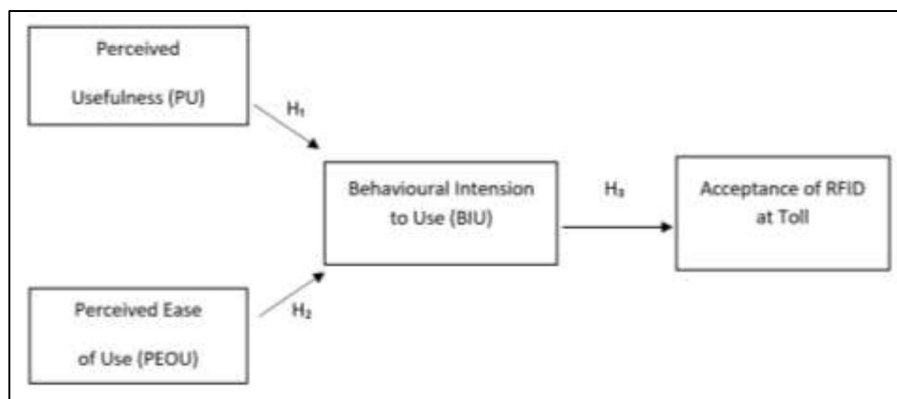 Perceived
Usefulness (PU)
H₁
Behavioural Intension
to Use (BIU)
H₃
Acceptance of RFID
at Toll
Perceived Ease
of Use (PEOU)
H₂